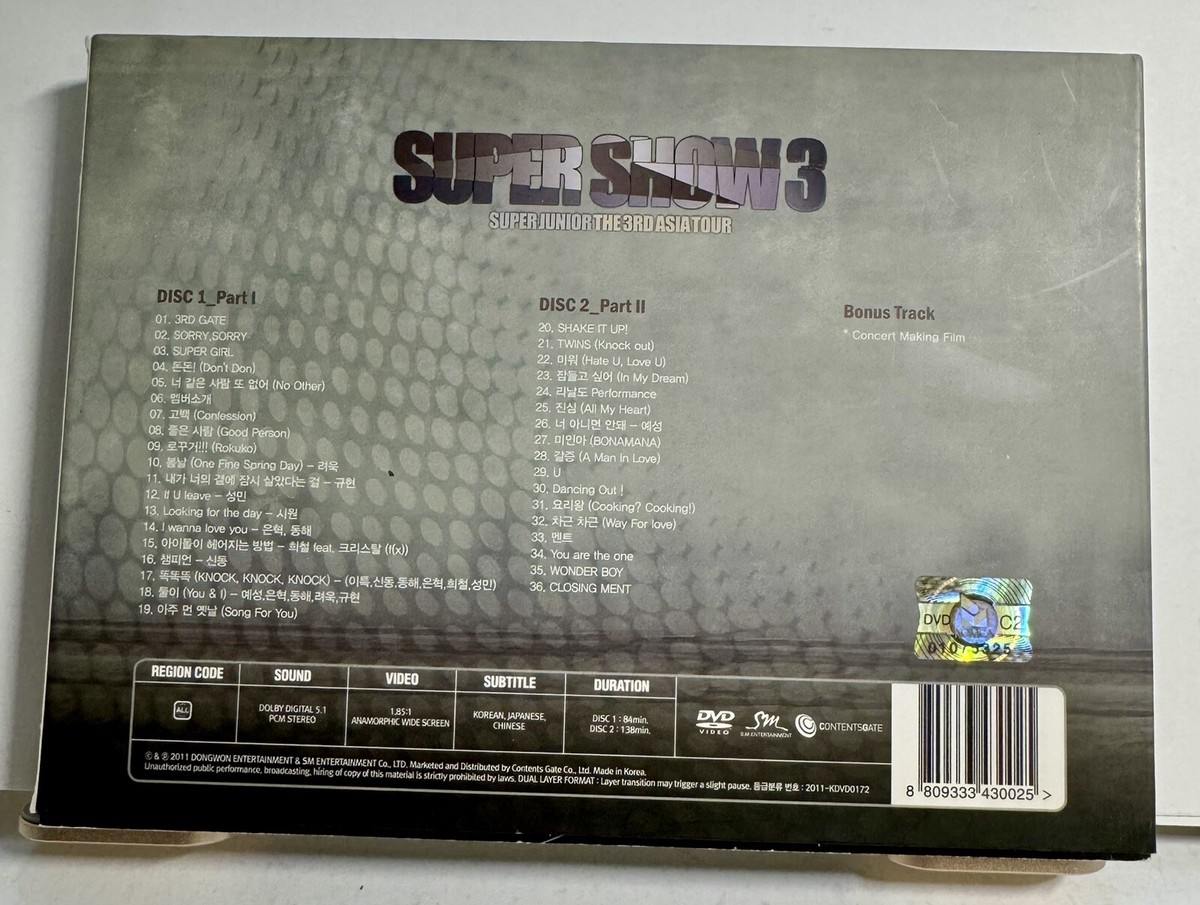 SUPER SHOW 3
SUPER JUNIOR THE 3RD ASIA TOUR
DISC 1_Part I
01. 3RD GATE
02. SORRY,SORRY
03. SUPER GIRL
04. 돈돈! (Don't Don)
05. 너 같은 사람 또 없어 (No Other)
06. 멤버소개
07. 고백 (Confession)
08. 좋은 사람 (Good Person)
09. 로꾸거!!! (Rokuko)
10. 봄날 (One Fine Spring Day) – 려욱
11. 내가 너의 곁에 잠시 살았다는 걸 – 규현
12. If U leave – 성민
13. Looking for the day – 시원
14. I wanna love you – 은혁, 동해
15. 아이돌이 헤어지는 방법 – 희철 feat. 크리스탈 (f(x))
16. 챔피언 – 신동
17. 똑똑똑 (KNOCK, KNOCK, KNOCK) – (이특,신동,동해,은혁,희철,성민)
18. 둘이 (You & I) – 예성,은혁,동해,려욱,규현
19. 아주 먼 옛날 (Song For You)
DISC 2_Part II
20. SHAKE IT UP!
21. TWINS (Knock out)
22. 미워 (Hate U, Love U)
23. 잠들고 싶어 (In My Dream)
24. 리날도 Performance
25. 진심 (All My Heart)
26. 너 아니면 안돼 – 예성
27. 미인아 (BONAMANA)
28. 갈증 (A Man In Love)
29. U
30. Dancing Out !
31. 요리왕 (Cooking? Cooking!)
32. 차근 차근 (Way For love)
33. 멘트
34. You are the one
35. WONDER BOY
36. CLOSING MENT
Bonus Track
* Concert Making Film
DVD C2
REGION CODE SOUND VIDEO SUBTITLE DURATION
ALL
DOLBY DIGITAL 5.1
PCM STEREO
1.85:1
ANAMORPHIC WIDE SCREEN
KOREAN, JAPANESE,
CHINESE
DISC 1 : 84min.
DISC 2 : 138min.
DVD
VIDEO
SM
S.M.ENTERTAINMENT
CONTENTSGATE
© & ℗ 2011 DONGWON ENTERTAINMENT & SM ENTERTAINMENT Co., LTD. Marketed and Distributed by Contents Gate Co., Ltd. Made in Korea.
Unauthorized public performance, broadcasting, hiring of copy of this material is strictly prohibited by laws. DUAL LAYER FORMAT : Layer transition may trigger a slight pause. 등급분류 번호 : 2011-KDVD0172
8 809333 430025 >